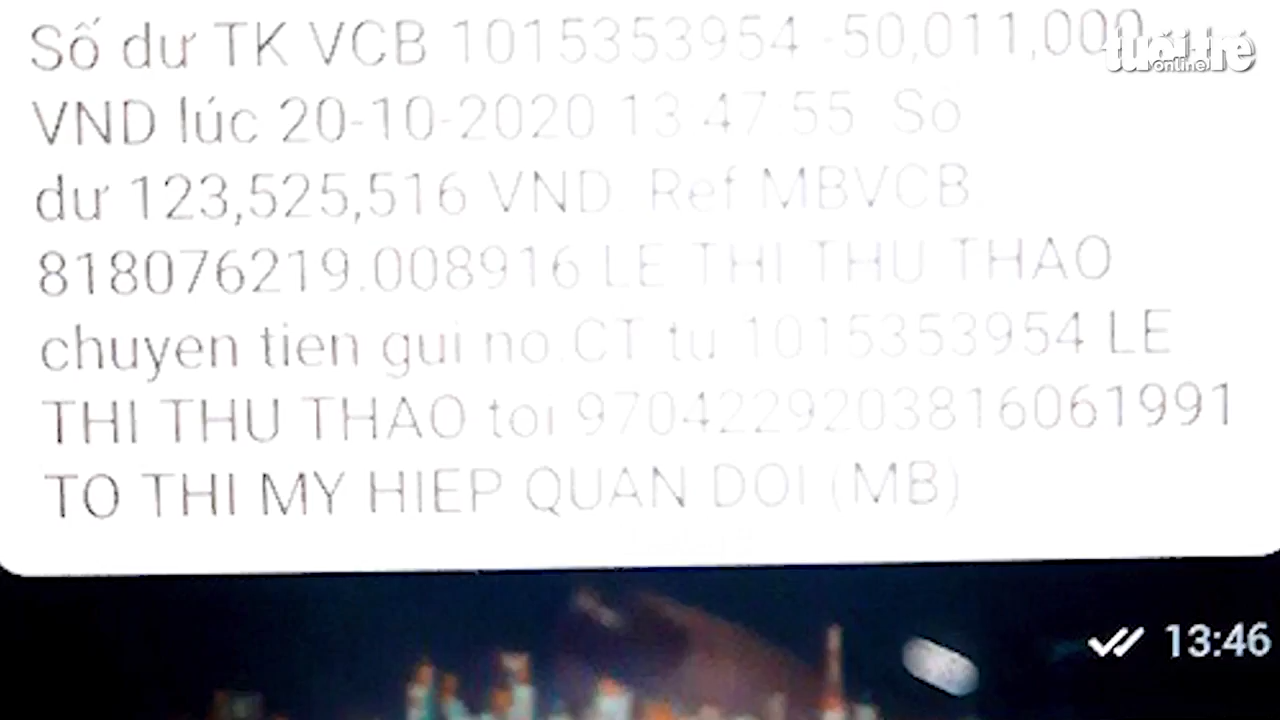 Số dư TK VCB 1015353954 -50,011,000
tuổi trẻ
online
VND lúc 20-10-2020 13:47:55. Số
dư 123,525,516 VND. Ref MBVCB.
818076219.008916.LE THI THU THAO
chuyen tien gui no.CT tu 1015353954 LE
THI THU THAO toi 9704229203816061991
TO THI MY HIEP QUAN DOI (MB)
13:46